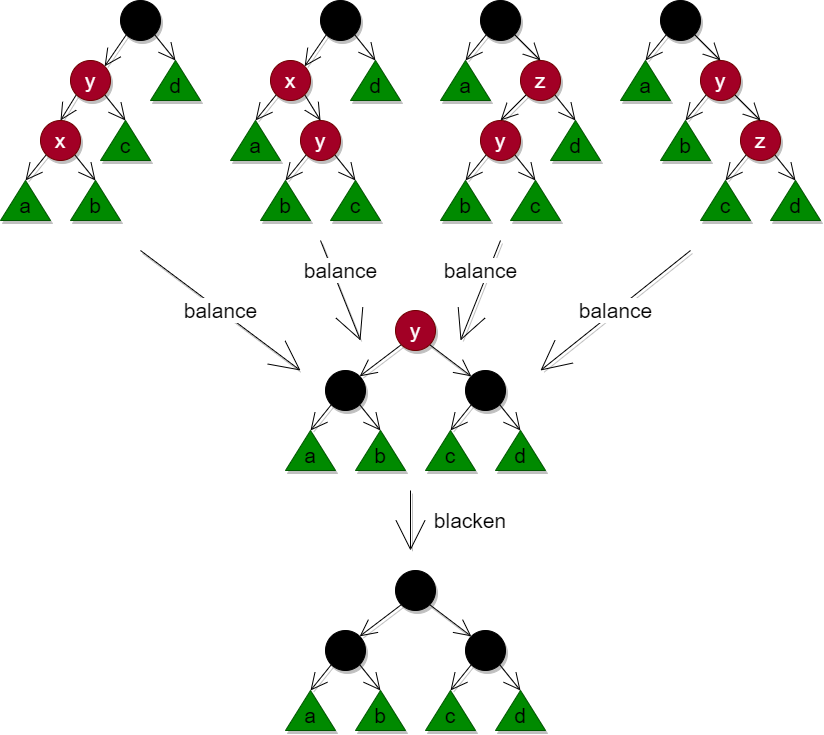 y d x d a z a y
x c a y y d b z
a b b c b c c d
balance balance
balance balance
y
a b c d
blacken
a b c d